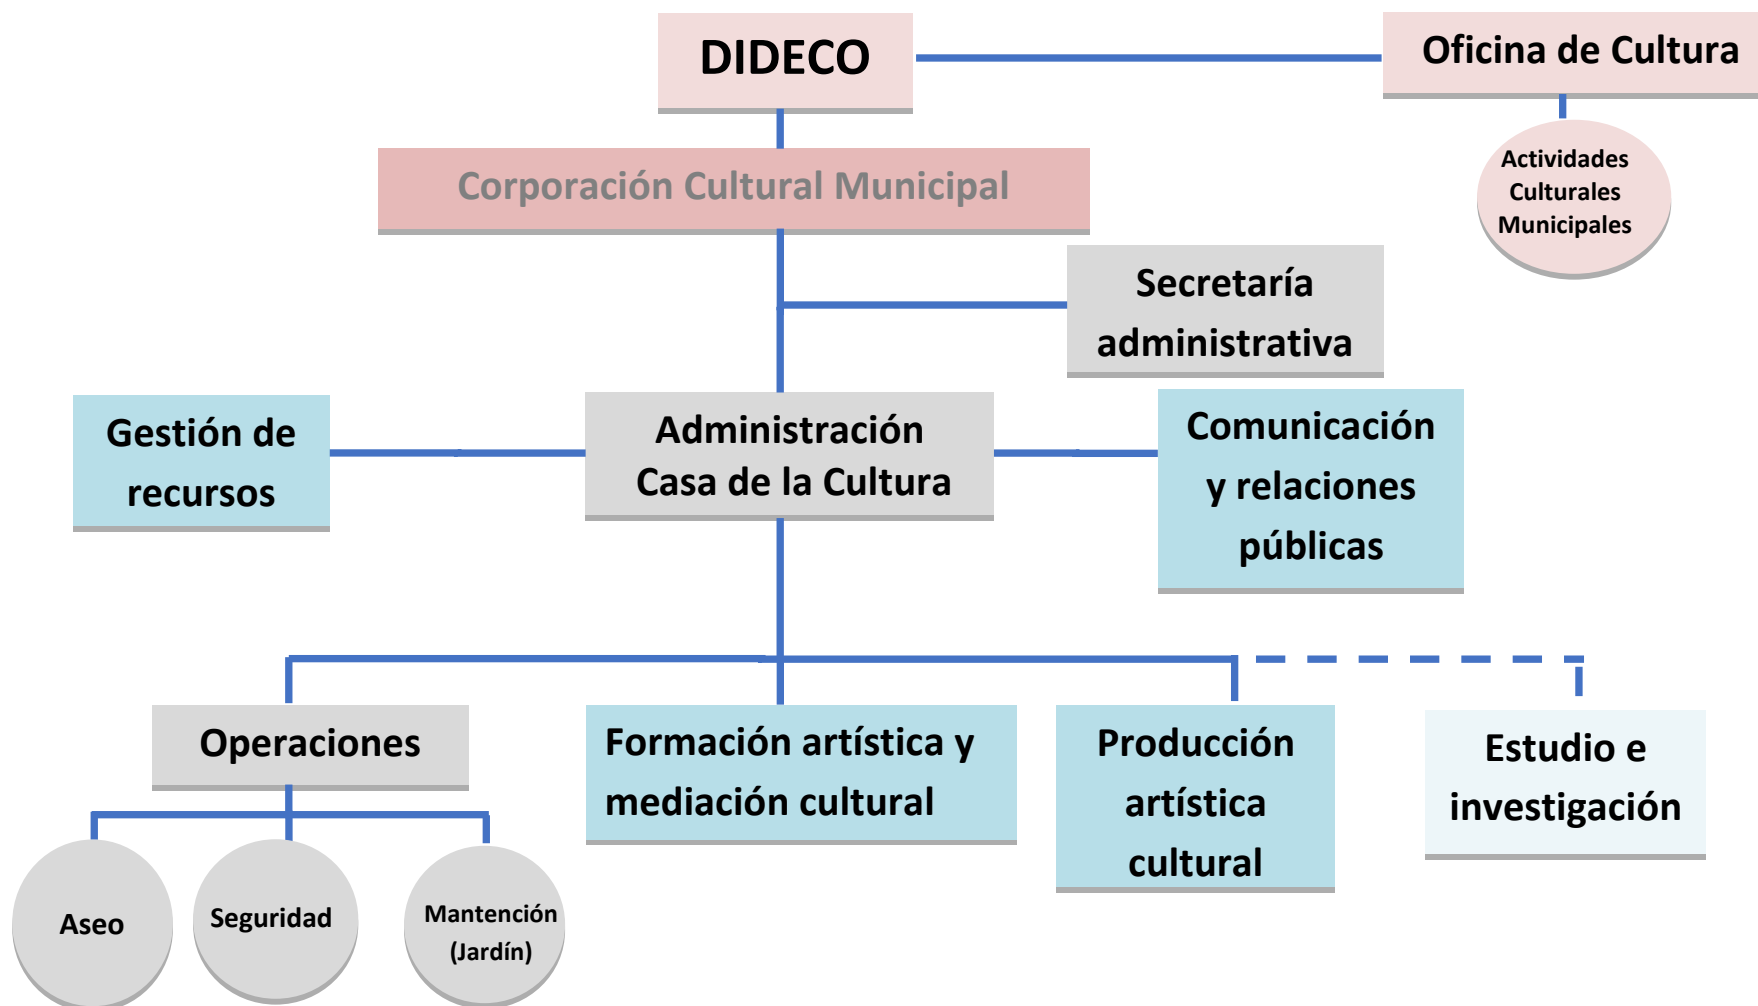 DIDECO
Oficina de Cultura
Corporación Cultural Municipal
Actividades
Culturales
Municipales
Secretaría
administrativa
Gestión de
recursos
Administración
Casa de la Cultura
Comunicación
y relaciones
públicas
Operaciones
Formación artística y
mediación cultural
Producción
artística
cultural
Estudio e
investigación
Aseo
Seguridad
Mantención
(Jardín)